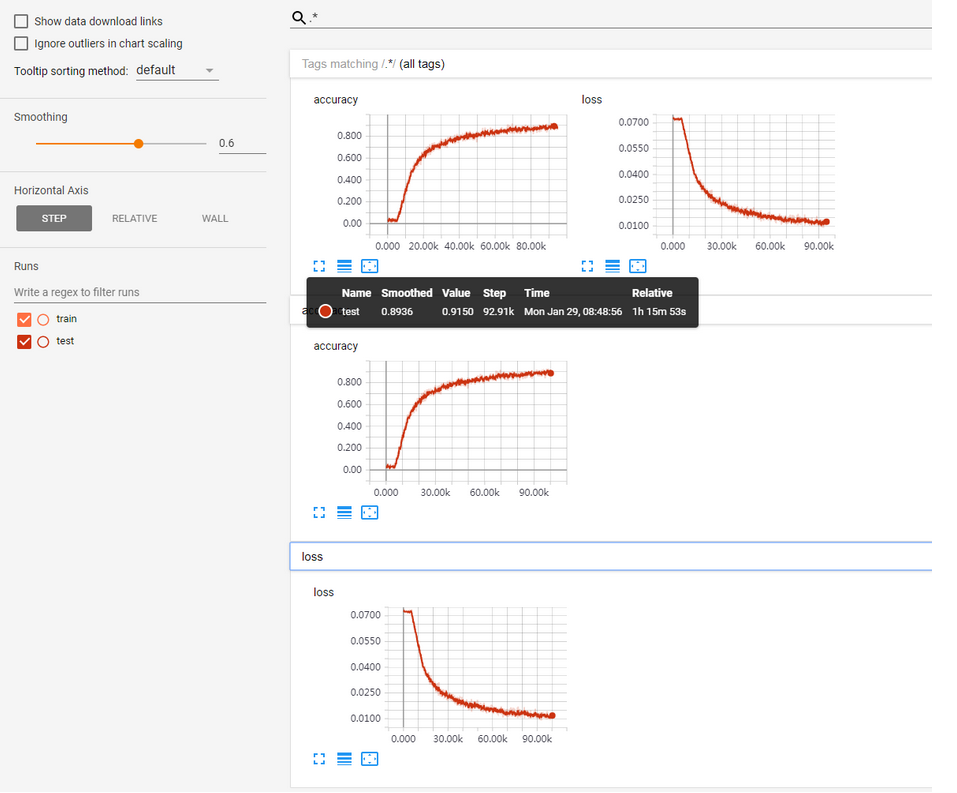 Show data download links
Ignore outliers in chart scaling
Tooltip sorting method: default
Smoothing
0.6
Horizontal Axis
STEP RELATIVE WALL
Runs
Write a regex to filter runs
train
test
.*
Tags matching /.*/ (all tags)
accuracy
0.800
0.600
0.400
0.200
0.00
0.000 20.00k 40.00k 60.00k 80.00k
loss
0.0700
0.0550
0.0400
0.0250
0.0100
0.000 30.00k 60.00k 90.00k
Name Smoothed Value Step Time Relative
test 0.8936 0.9150 92.91k Mon Jan 29, 08:48:56 1h 15m 53s
accuracy
0.800
0.600
0.400
0.200
0.00
0.000 30.00k 60.00k 90.00k
loss
loss
0.0700
0.0550
0.0400
0.0250
0.0100
0.000 30.00k 60.00k 90.00k